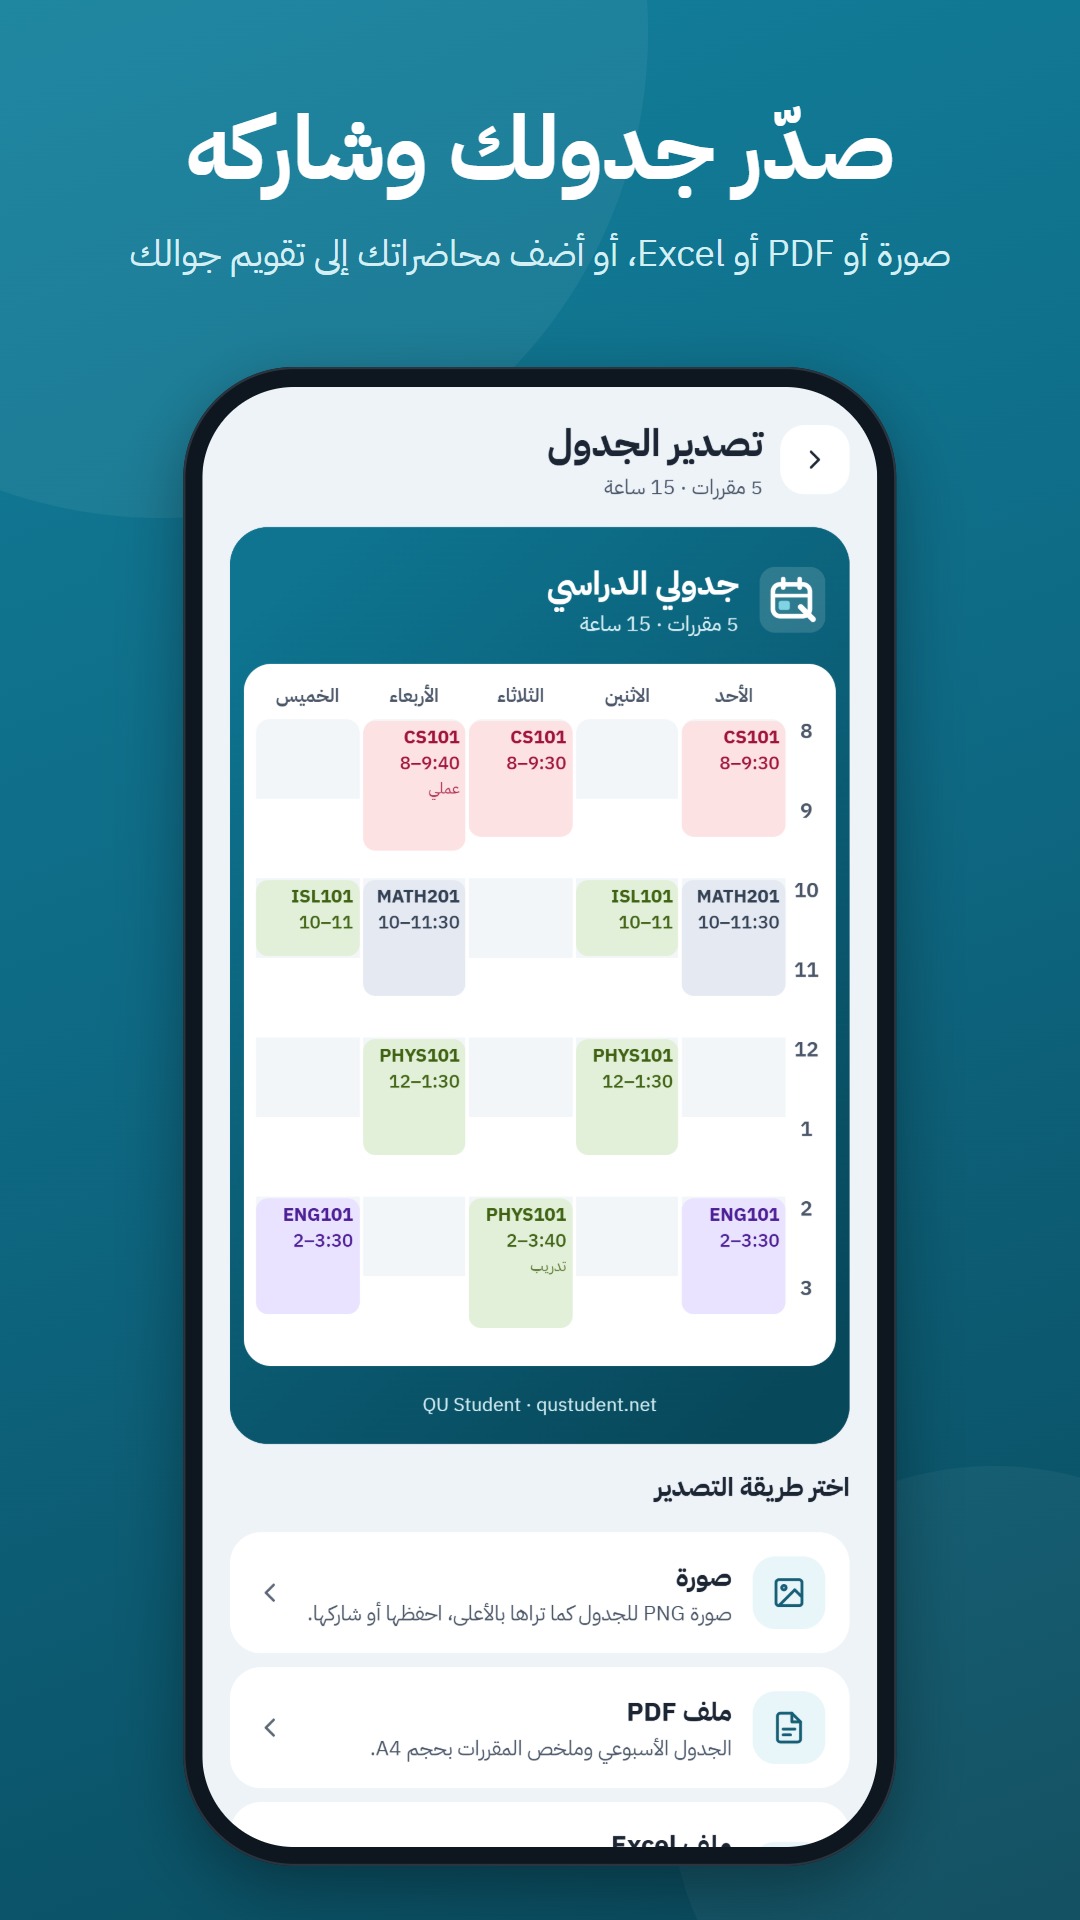 صدّر جدولك وشاركه
صورة أو PDF أو Excel، أو أضف محاضراتك إلى تقويم جوالك
تصدير الجدول
5 مقررات · 15 ساعة
جدولي الدراسي
5 مقررات · 15 ساعة
الأحد الاثنين الثلاثاء الأربعاء الخميس
8 CS101 CS101 CS101
8–9:30 8–9:30 8–9:40
عملي
9
10 MATH201 ISL101 MATH201 ISL101
10–11:30 10–11 10–11:30 10–11
11
12 PHYS101 PHYS101
12–1:30 12–1:30
1
2 ENG101 PHYS101 ENG101
2–3:30 2–3:40 2–3:30
تدريب
3
QU Student · qustudent.net
اختر طريقة التصدير
صورة
صورة PNG للجدول كما تراها بالأعلى، احفظها أو شاركها.
ملف PDF
الجدول الأسبوعي وملخص المقررات بحجم A4.
ملف Excel